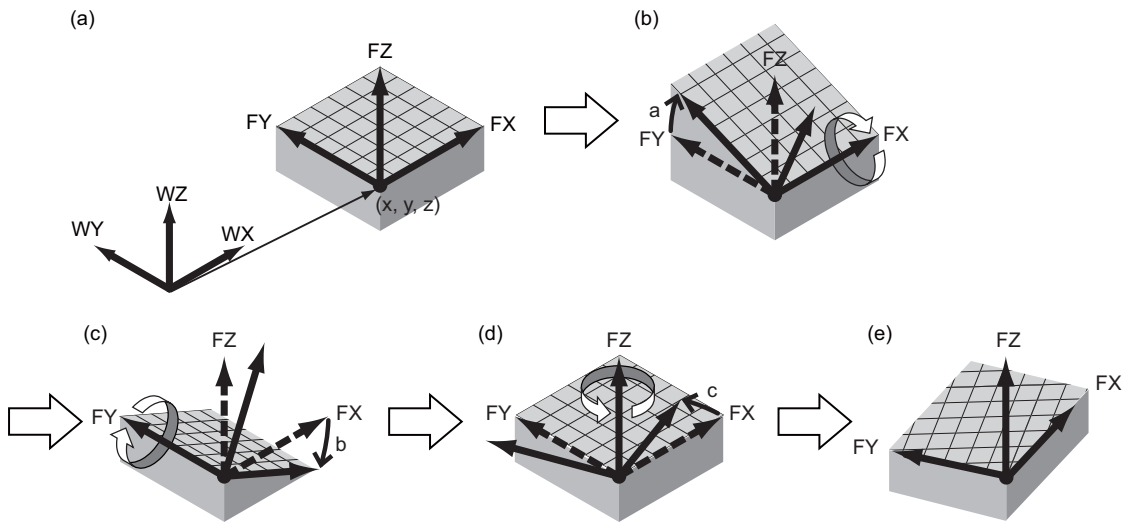 (a)
FZ
FY
FX
(x, y, z)
WZ
WY
WX
(b)
FZ
a
FY
FX
(c)
FZ
FY
FX
b
(d)
FZ
c
FY
FX
(e)
FZ
FX
FY